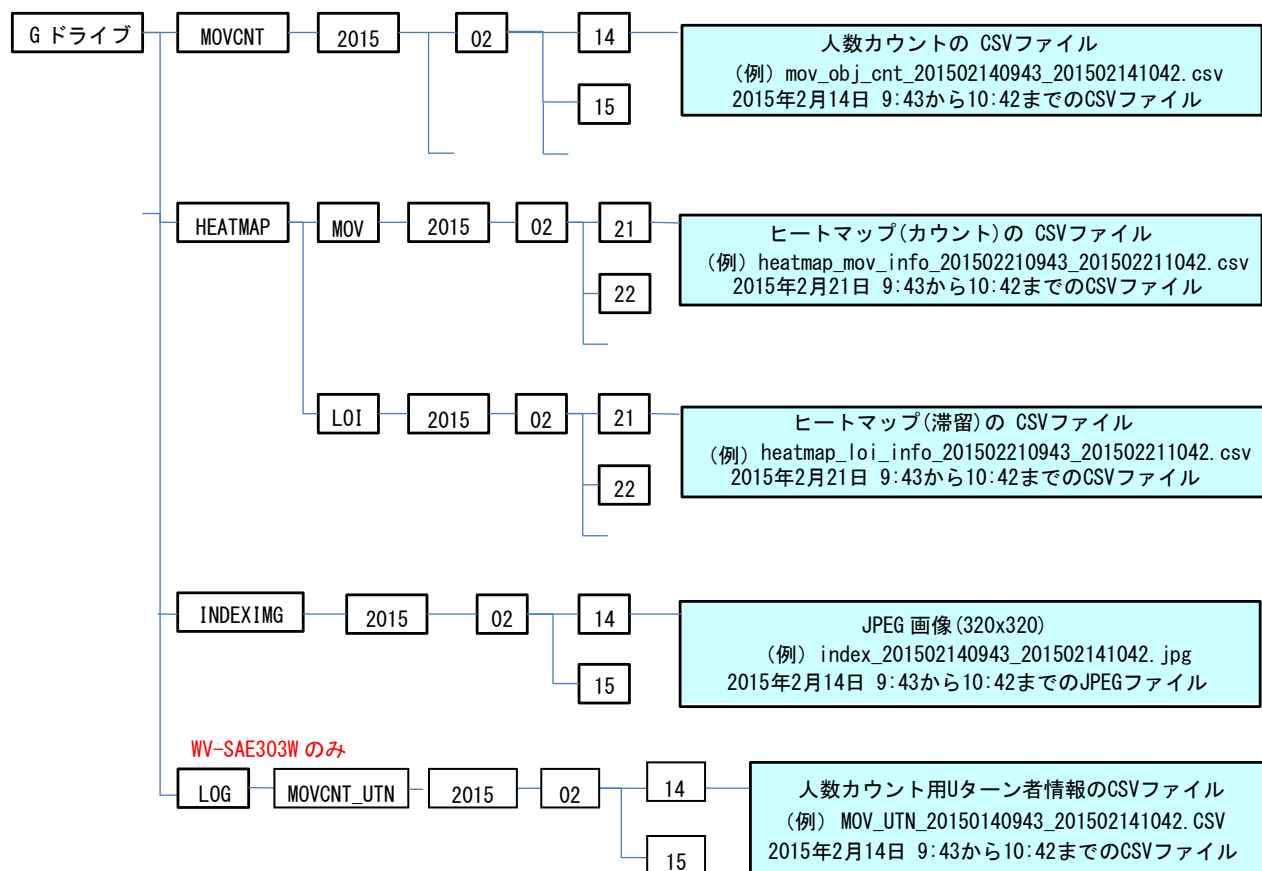 G ドライブ
MOVCNT
2015
02
14
15
人数カウントの CSVファイル
（例）mov_obj_cnt_201502140943_201502141042.csv
2015年2月14日 9:43から10:42までのCSVファイル
HEATMAP
MOV
2015
02
21
22
ヒートマップ(カウント)の CSVファイル
（例）heatmap_mov_info_201502210943_201502211042.csv
2015年2月21日 9:43から10:42までのCSVファイル
LOI
2015
02
21
22
ヒートマップ(滞留)の CSVファイル
（例）heatmap_loi_info_201502210943_201502211042.csv
2015年2月21日 9:43から10:42までのCSVファイル
INDEXIMG
2015
02
14
15
JPEG 画像(320x320)
（例）index_201502140943_201502141042.jpg
2015年2月14日 9:43から10:42までのJPEGファイル
WV-SAE303W のみ
LOG
MOVCNT_UTN
2015
02
14
15
人数カウント用Uターン者情報のCSVファイル
（例）MOV_UTN_20150140943_201502141042.CSV
2015年2月14日 9:43から10:42までのCSVファイル